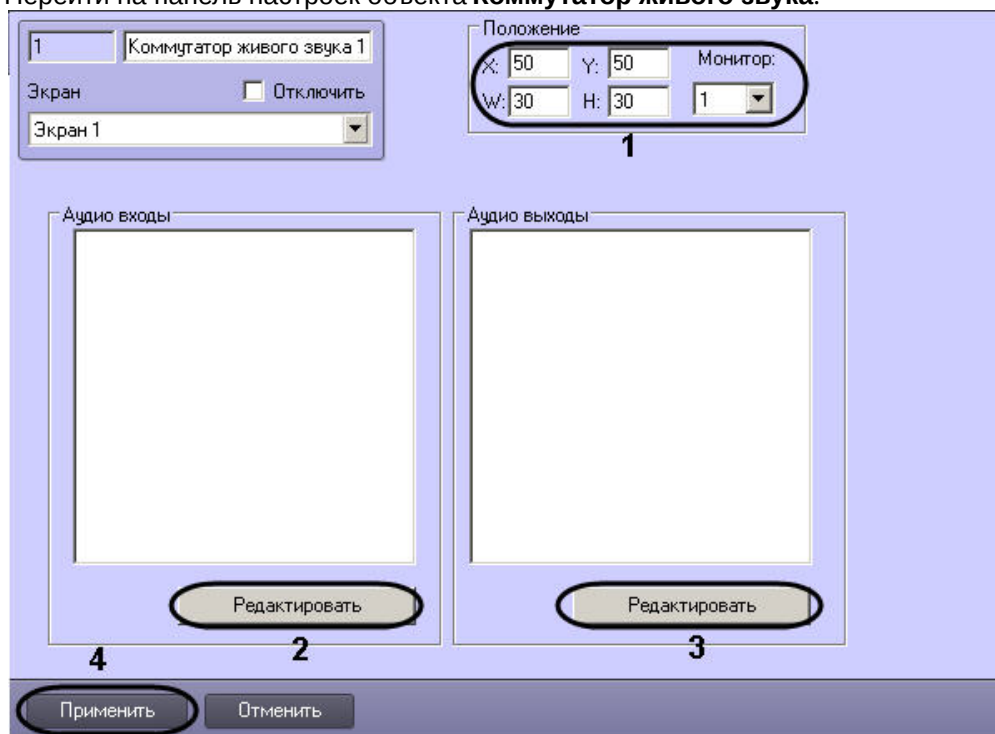 Перейти на панель настроек объекта Коммутатор живого звука.
1 Коммутатор живого звука 1
Экран Отключить
Экран 1
Положение
X: 50 Y: 50 Монитор:
W: 30 H: 30 1
1
Аудио входы
Аудио выходы
Редактировать
Редактировать
2
3
4
Применить Отменить